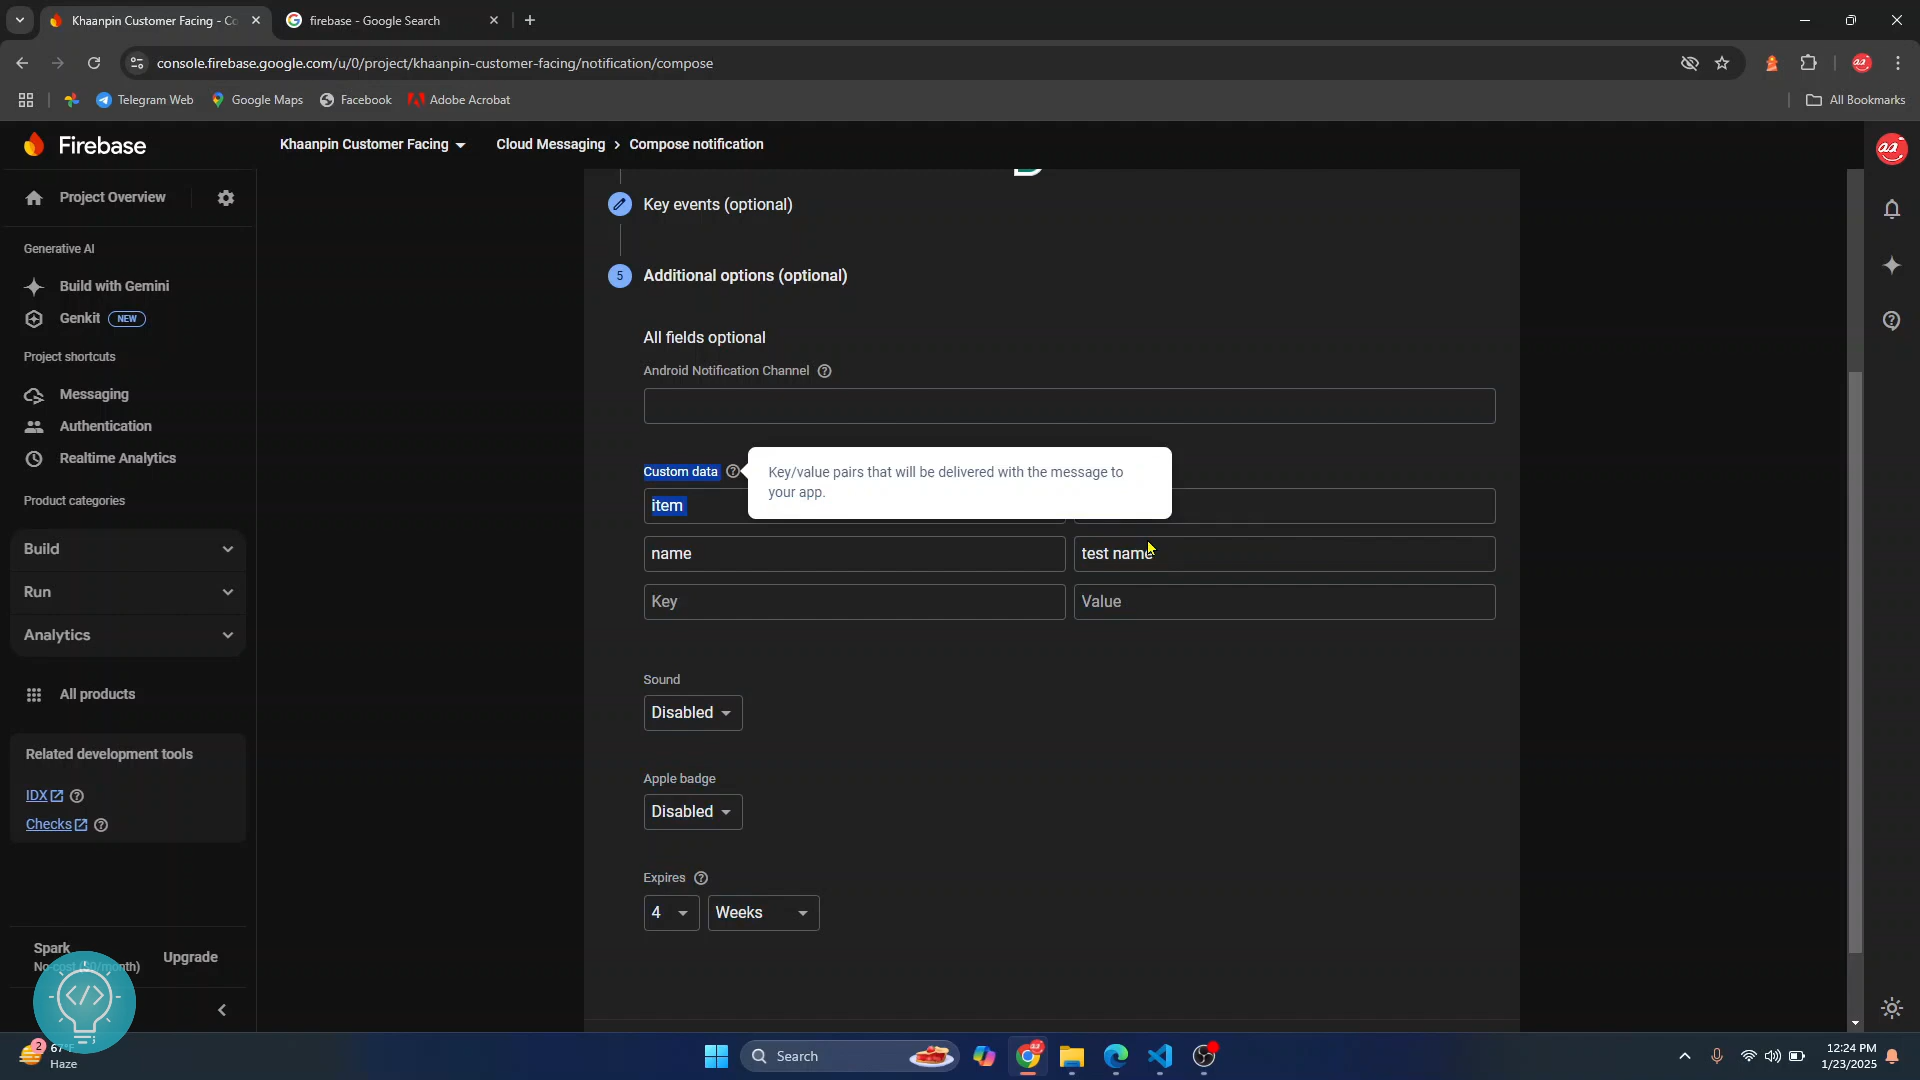 Khaanpin Customer Facing - Co
firebase - Google Search
console.firebase.google.com/u/0/project/khaanpin-customer-facing/notification/compose
Telegram Web
Google Maps
Facebook
Adobe Acrobat
All Bookmarks
Firebase
Khaanpin Customer Facing
Cloud Messaging > Compose notification
Project Overview
Generative AI
Build with Gemini
Genkit NEW
Project shortcuts
Messaging
Authentication
Realtime Analytics
Product categories
Build
Run
Analytics
All products
Related development tools
IDX
Checks
Spark
Upgrade
Key events (optional)
5 Additional options (optional)
All fields optional
Android Notification Channel
Custom data
Key/value pairs that will be delivered with the message to
your app.
item
name
test name
Key
Value
Sound
Disabled
Apple badge
Disabled
Expires
4 Weeks
2
67°F
Haze
Search
12:24 PM
1/23/2025